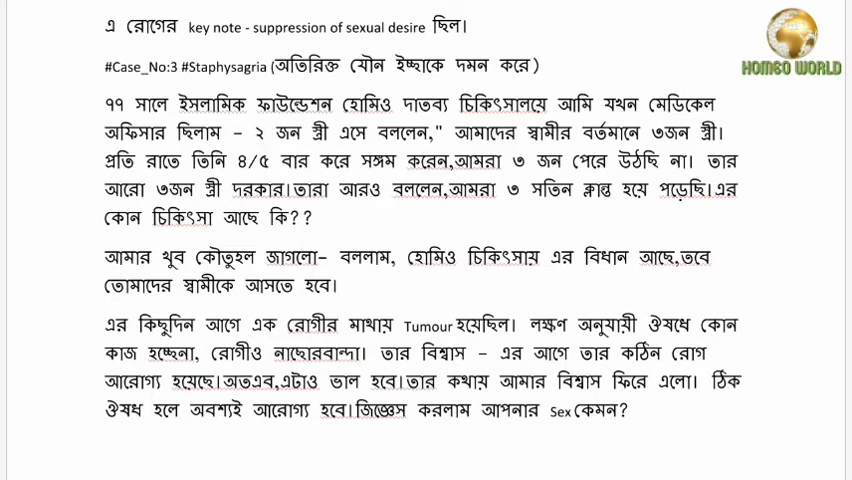 এ রোগের key note - suppression of sexual desire ছিল।
HOMEO WORLD
#Case_No:3 #Staphysagria (অতিরিক্ত যৌন ইচ্ছাকে দমন করে)
৭৭ সালে ইসলামিক ফাউন্ডেশন হোমিও দাতব্য চিকিৎসালয়ে আমি যখন মেডিকেল
অফিসার ছিলাম - ২ জন স্ত্রী এসে বললেন," আমাদের স্বামীর বর্তমানে ৩জন স্ত্রী।
প্রতি রাতে তিনি ৪/৫ বার করে সঙ্গম করেন,আমরা ৩ জন পেরে উঠছি না। তার
আরো ৩জন স্ত্রী দরকার।তারা আরও বললেন,আমরা ৩ সতিন ক্লান্ত হয়ে পড়েছি।এর
কোন চিকিৎসা আছে কি??
আমার খুব কৌতুহল জাগলো- বললাম, হোমিও চিকিৎসায় এর বিধান আছে,তবে
তোমাদের স্বামীকে আসতে হবে।
এর কিছুদিন আগে এক রোগীর মাথায় Tumour হয়েছিল। লক্ষণ অনুযায়ী ঔষধে কোন
কাজ হচ্ছেনা, রোগীও নাছোরবান্দা। তার বিশ্বাস - এর আগে তার কঠিন রোগ
আরোগ্য হয়েছে।অতএব,এটাও ভাল হবে।তার কথায় আমার বিশ্বাস ফিরে এলো। ঠিক
ঔষধ হলে অবশ্যই আরোগ্য হবে।জিজ্ঞেস করলাম আপনার Sex কেমন?